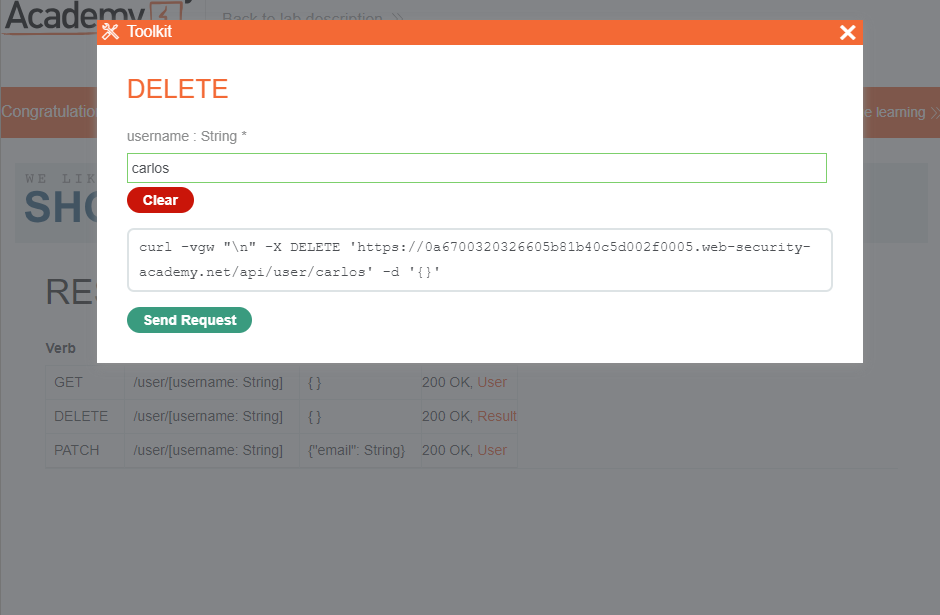 Academy
Back to lab description
Toolkit
DELETE
Congratulatio
e learning
username : String *
carlos
WE LIK
SHO
Clear
curl -vgw "\n" -X DELETE 'https://0a6700320326605b81b40c5d002f0005.web-security-
academy.net/api/user/carlos' -d '{}'
RES
Send Request
Verb
GET /user/[username: String] { } 200 OK, User
DELETE /user/[username: String] { } 200 OK, Result
PATCH /user/[username: String] {"email": String} 200 OK, User